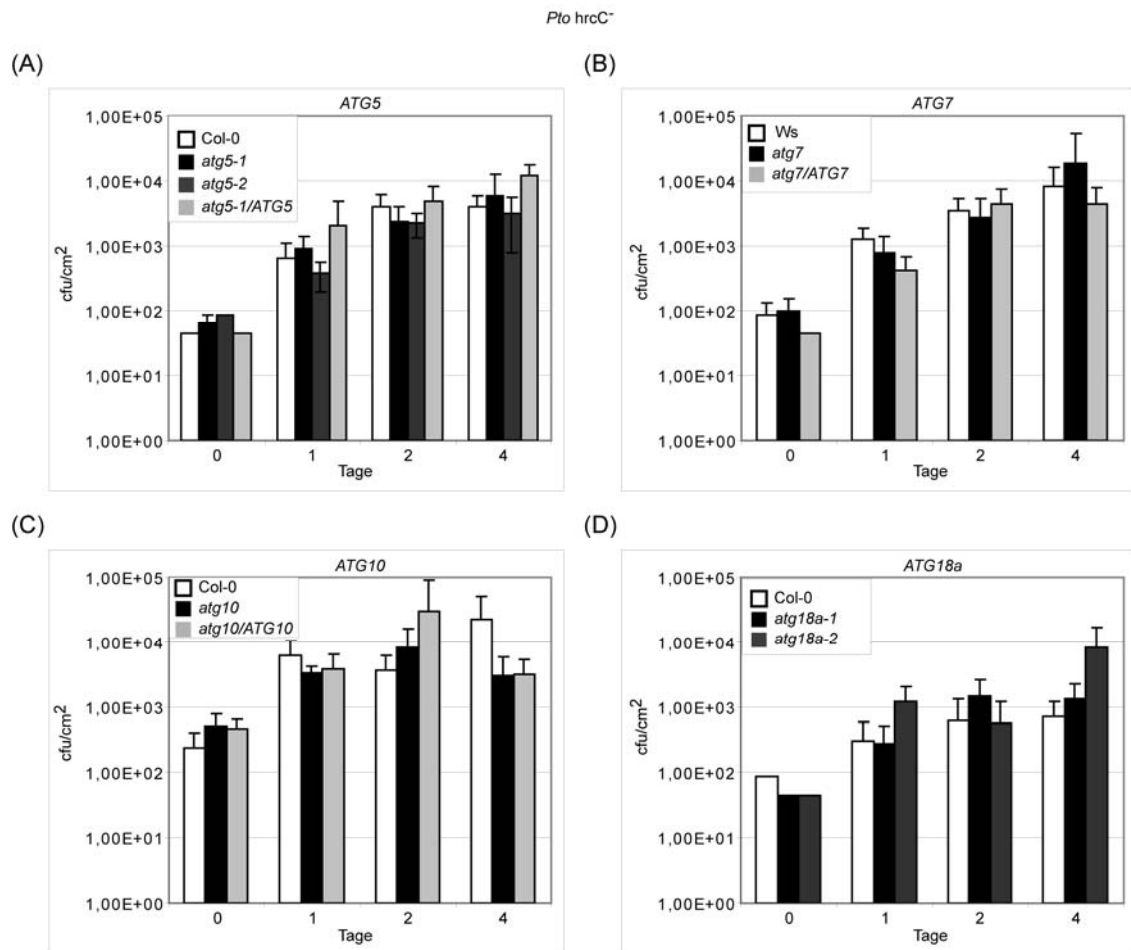 Pto hrcC-
(A)
ATG5
1,00E+05
1,00E+04
1,00E+03
1,00E+02
1,00E+01
1,00E+00
cfu/cm2
Col-0
atg5-1
atg5-2
atg5-1/ATG5
0 1 2 4
Tage
(B)
ATG7
1,00E+05
1,00E+04
1,00E+03
1,00E+02
1,00E+01
1,00E+00
cfu/cm2
Ws
atg7
atg7/ATG7
0 1 2 4
Tage
(C)
ATG10
1,00E+05
1,00E+04
1,00E+03
1,00E+02
1,00E+01
1,00E+00
cfu/cm2
Col-0
atg10
atg10/ATG10
0 1 2 4
Tage
(D)
ATG18a
1,00E+05
1,00E+04
1,00E+03
1,00E+02
1,00E+01
1,00E+00
cfu/cm2
Col-0
atg18a-1
atg18a-2
0 1 2 4
Tage